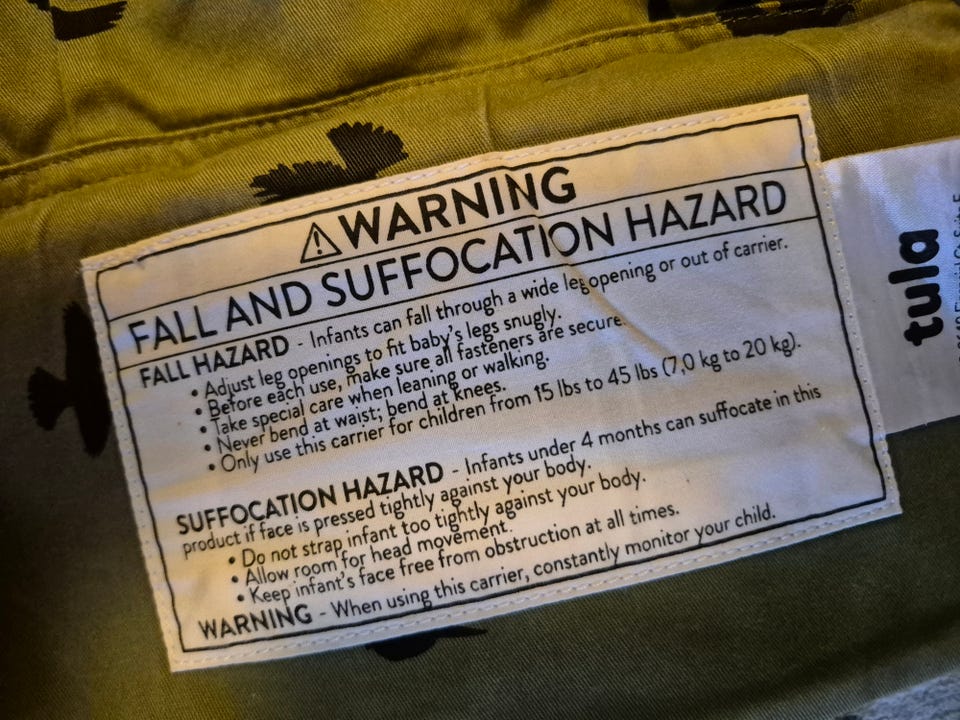 ⚠WARNING
FALL AND SUFFOCATION HAZARD
FALL HAZARD - Infants can fall through a wide leg opening or out of carrier.
• Adjust leg openings to fit baby's legs snugly.
• Before each use, make sure all fasteners are secure.
• Take special care when leaning or walking.
• Never bend at waist; bend at knees.
• Only use this carrier for children from 15 lbs to 45 lbs (7,0 kg to 20 kg).
SUFFOCATION HAZARD - Infants under 4 months can suffocate in this
product if face is pressed tightly against your body.
• Do not strap infant too tightly against your body.
• Allow room for head movement.
• Keep infant's face free from obstruction at all times.
WARNING - When using this carrier, constantly monitor your child.
tula